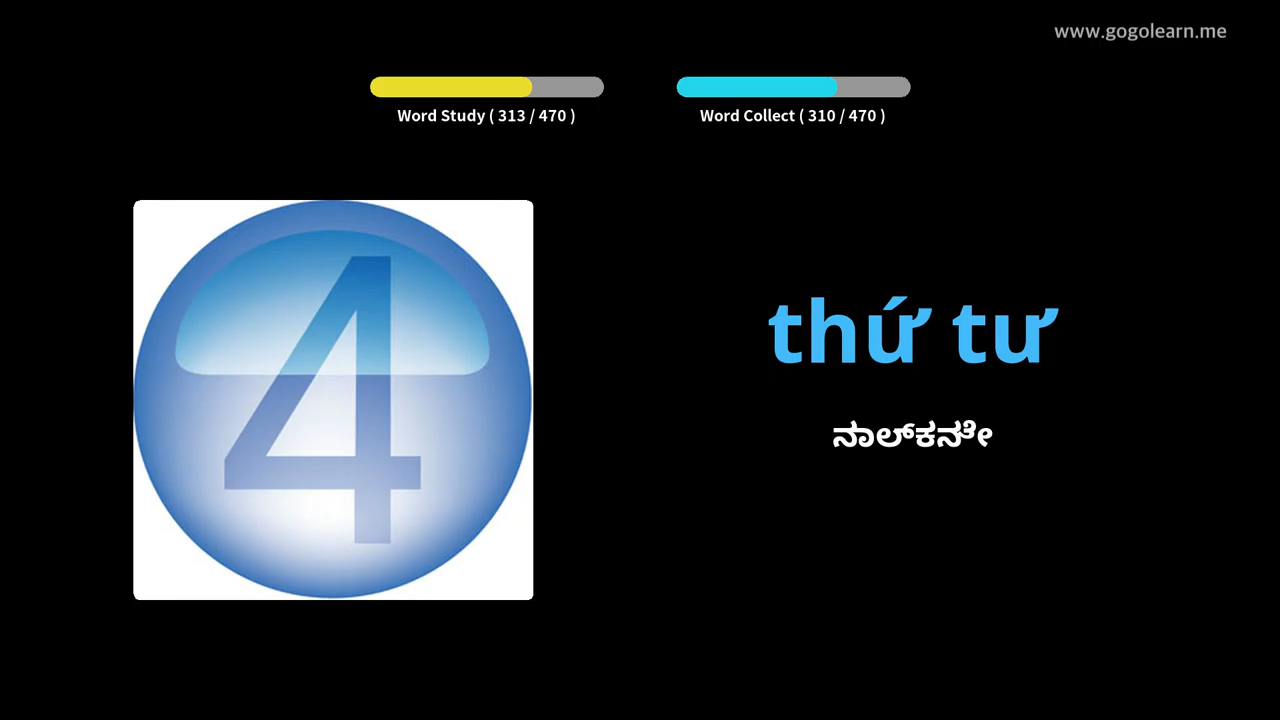 www.gogolearn.me
Word Study ( 313 / 470 )
Word Collect ( 310 / 470 )
4
thứ tư
ನಾಲ್ಕನೇ